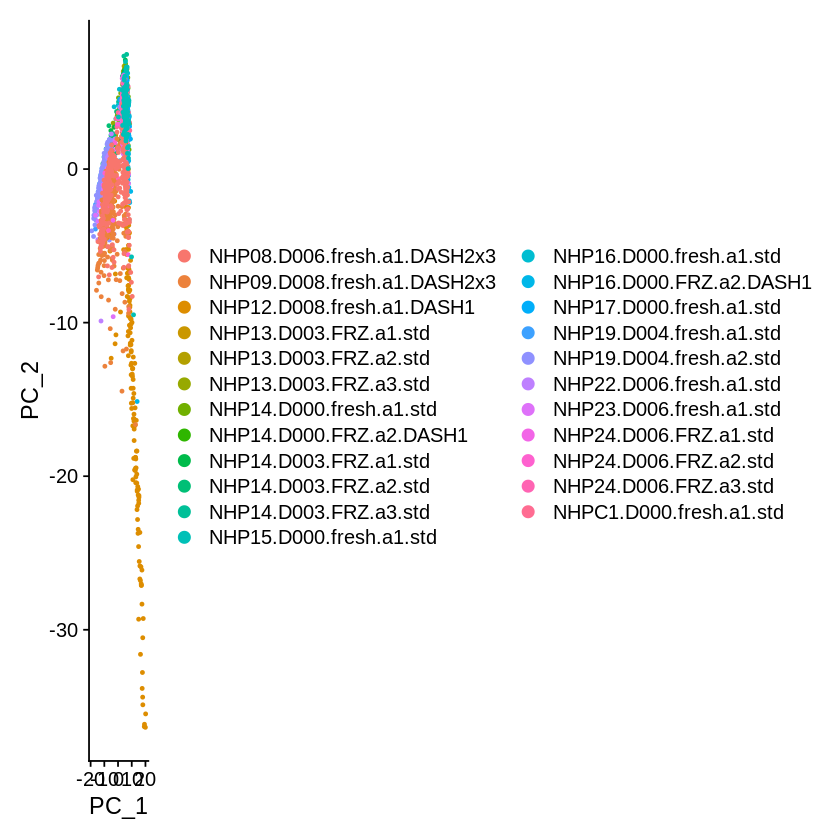 0
-10
-20
-30
PC_2
-20
-10
0
10
20
PC_1
NHP08.D006.fresh.a1.DASH2x3
NHP09.D008.fresh.a1.DASH2x3
NHP12.D008.fresh.a1.DASH1
NHP13.D003.FRZ.a1.std
NHP13.D003.FRZ.a2.std
NHP13.D003.FRZ.a3.std
NHP14.D000.fresh.a1.std
NHP14.D000.FRZ.a2.DASH1
NHP14.D003.FRZ.a1.std
NHP14.D003.FRZ.a2.std
NHP14.D003.FRZ.a3.std
NHP15.D000.fresh.a1.std
NHP16.D000.fresh.a1.std
NHP16.D000.FRZ.a2.DASH1
NHP17.D000.fresh.a1.std
NHP19.D004.fresh.a1.std
NHP19.D004.fresh.a2.std
NHP22.D006.fresh.a1.std
NHP23.D006.fresh.a1.std
NHP24.D006.FRZ.a1.std
NHP24.D006.FRZ.a2.std
NHP24.D006.FRZ.a3.std
NHPC1.D000.fresh.a1.std